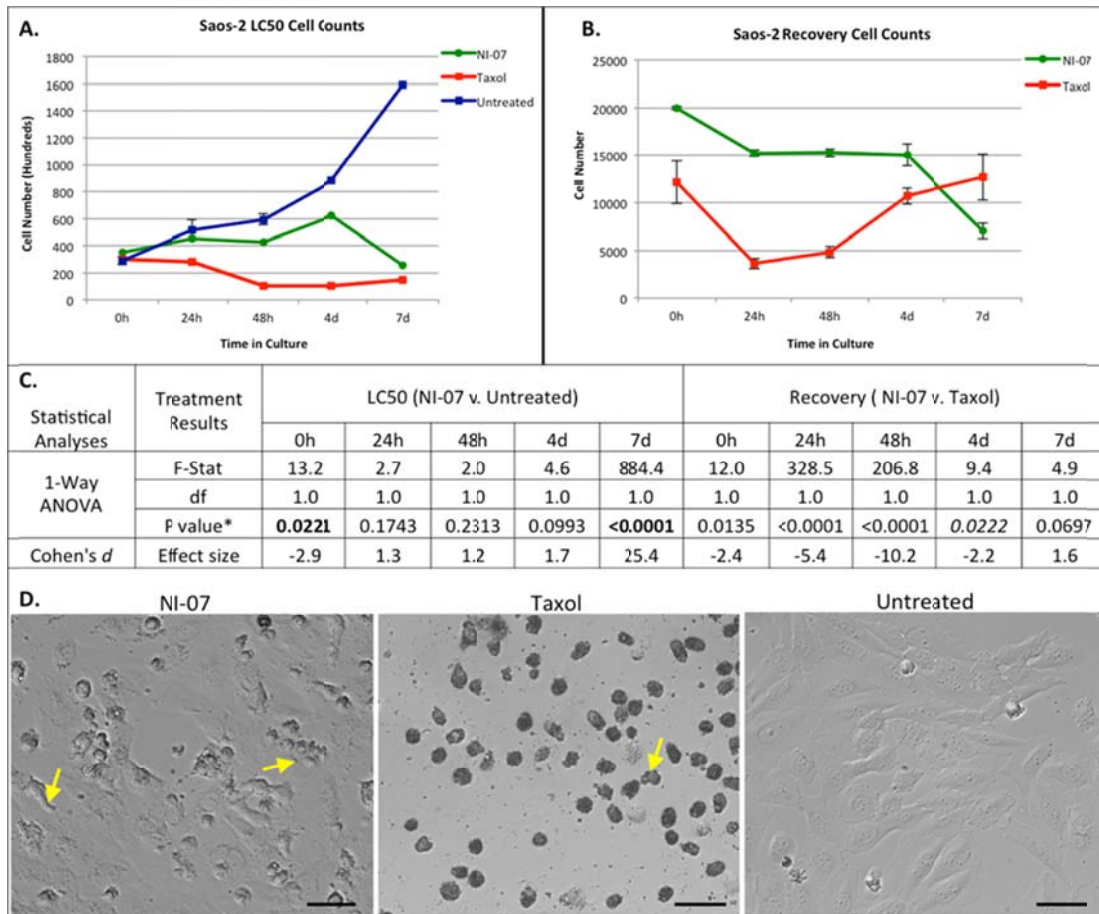 A.
Saos-2 LC50 Cell Counts
NI-07
Taxol
Untreated
1800
1600
1400
1200
1000
800
600
400
200
0
Cell Number (Hundreds)
0h 24h 48h 4d 7d
Time in Culture
B.
Saos-2 Recovery Cell Counts
NI-07
Taxol
25000
20000
15000
10000
5000
0
Cell Number
0h 24h 48h 4d 7d
Time in Culture
C.
Statistical Analyses
Treatment Results
LC50 (NI-07 v. Untreated) Recovery ( NI-07 v. Taxol)
0h 24h 48h 4d 7d 0h 24h 48h 4d 7d
1-Way ANOVA
F-Stat 13.2 2.7 2.0 4.6 884.4 12.0 328.5 206.8 9.4 4.9
df 1.0 1.0 1.0 1.0 1.0 1.0 1.0 1.0 1.0 1.0
P value* 0.0221 0.1743 0.2313 0.0993 <0.0001 0.0135 <0.0001 <0.0001 0.0222 0.0697
Cohen's d Effect size -2.9 1.3 1.2 1.7 25.4 -2.4 -5.4 -10.2 -2.2 1.6
D.
NI-07 Taxol Untreated